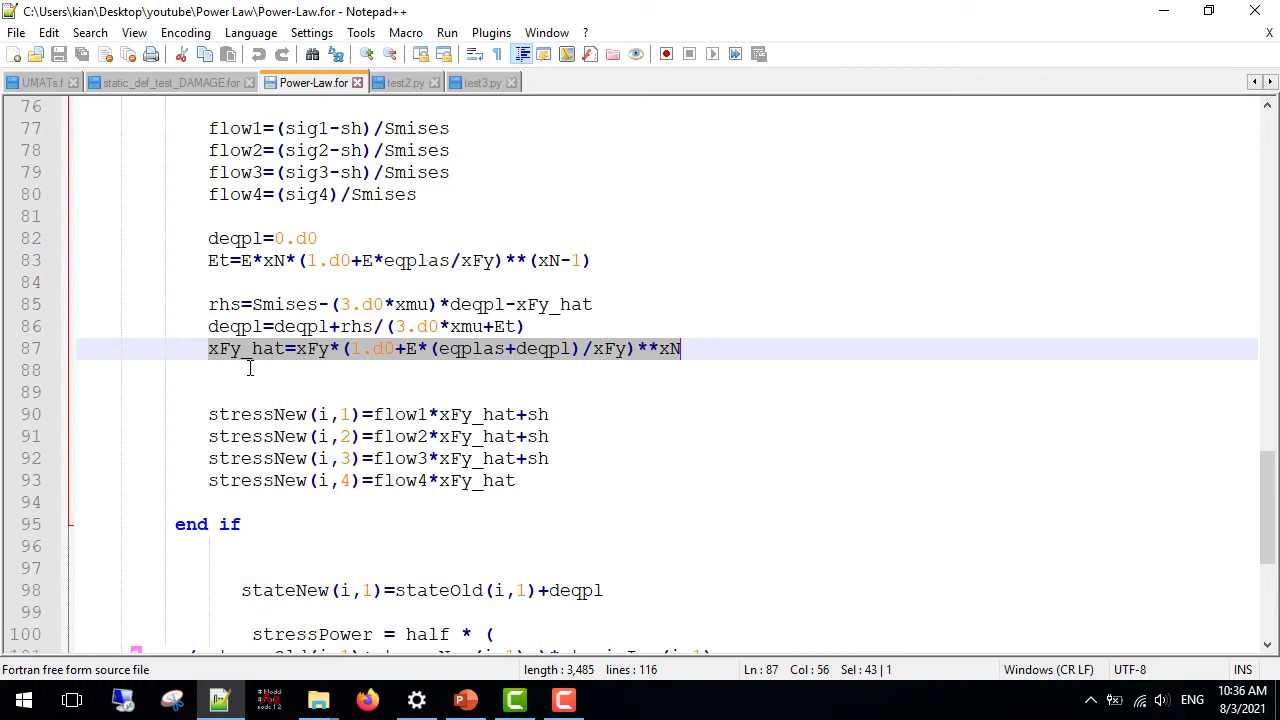 C:\Users\kian\Desktop\youtube\Power Law\Power-Law.for - Notepad++
File Edit Search View Encoding Language Settings Tools Macro Run Plugins Window ? X
UMATs.f static_def_test_DAMAGE.for Power-Law.for test2.py test3.py
76
77 flow1=(sig1-sh)/Smises
78 flow2=(sig2-sh)/Smises
79 flow3=(sig3-sh)/Smises
80 flow4=(sig4)/Smises
81
82 deqpl=0.d0
83 Et=E*xN*(1.d0+E*eqplas/xFy)**(xN-1)
84
85 rhs=Smises-(3.d0*xmu)*deqpl-xFy_hat
86 deqpl=deqpl+rhs/(3.d0*xmu+Et)
87 xFy_hat=xFy*(1.d0+E*(eqplas+deqpl)/xFy)**xN
88
89
90 stressNew(i,1)=flow1*xFy_hat+sh
91 stressNew(i,2)=flow2*xFy_hat+sh
92 stressNew(i,3)=flow3*xFy_hat+sh
93 stressNew(i,4)=flow4*xFy_hat
94
95 end if
96
97
98 stateNew(i,1)=stateOld(i,1)+deqpl
99
100 stressPower = half * (
Fortran free form source file length : 3,485 lines : 116 Ln : 87 Col : 56 Sel : 43 | 1 Windows (CR LF) UTF-8 INS
ENG 10:36 AM
8/3/2021